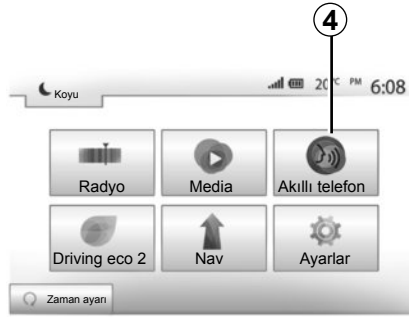 4
Koyu
20°C PM 6:08
Radyo
Media
Akıllı telefon
Driving eco 2
Nav
Ayarlar
Zaman ayarı